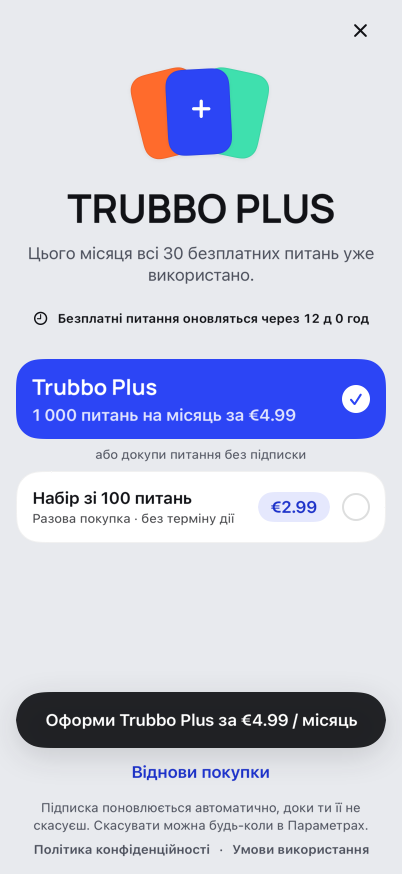 TRUBBO PLUS
Цього місяця всі 30 безплатних питань уже
використано.
Безплатні питання оновляться через 12 д 0 год
Trubbo Plus
1 000 питань на місяць за €4.99
або докупи питання без підписки
Набір зі 100 питань
Разова покупка · без терміну дії
€2.99
Оформи Trubbo Plus за €4.99 / місяць
Віднови покупки
Підписка поновлюється автоматично, доки ти її не
скасуєш. Скасувати можна будь-коли в Параметрах.
Політика конфіденційності · Умови використання